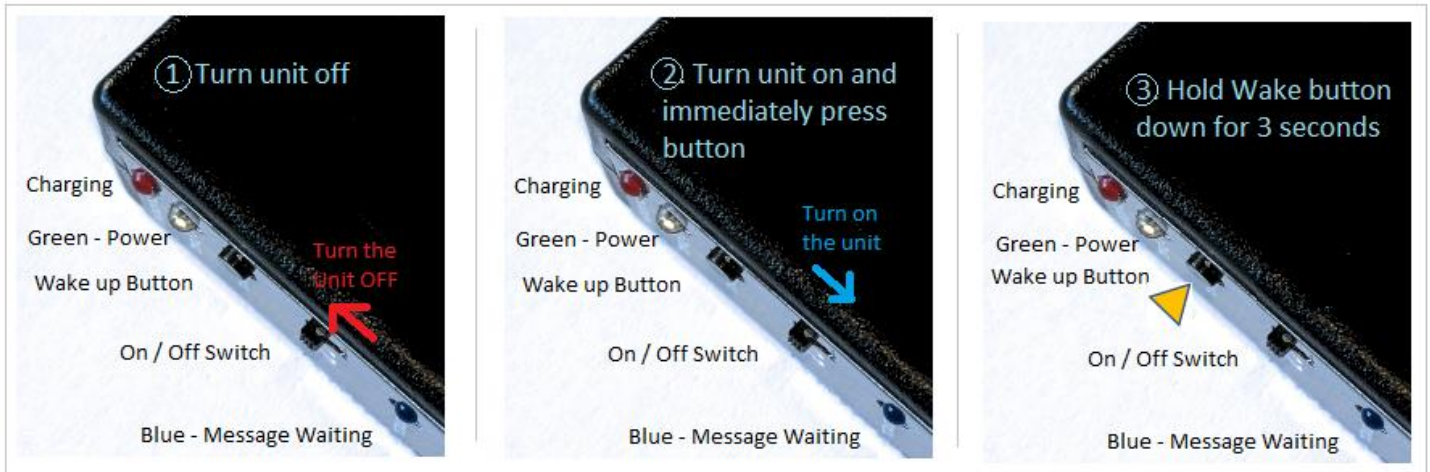 ① Turn unit off
Charging
Green - Power
Wake up Button
Turn the
Unit OFF
On / Off Switch
Blue - Message Waiting
② Turn unit on and
immediately press
button
Charging
Green - Power
Wake up Button
Turn on
the unit
On / Off Switch
Blue - Message Waiting
③ Hold Wake button
down for 3 seconds
Charging
Green - Power
Wake up Button
On / Off Switch
Blue - Message Waiting